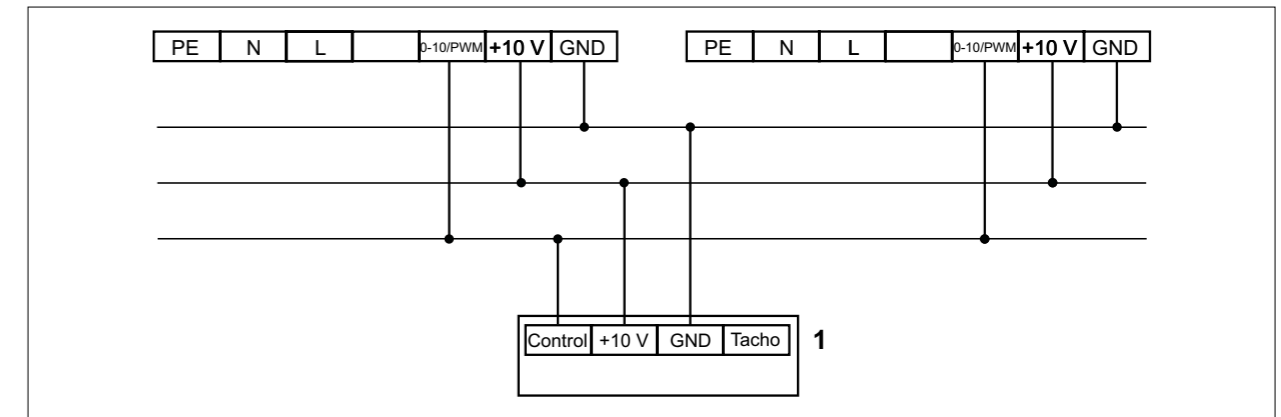 PE N L 0-10/PWM +10 V GND PE N L 0-10/PWM +10 V GND
Control +10 V GND Tacho 1